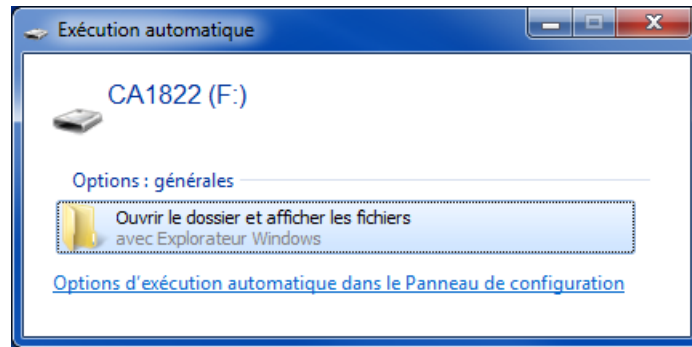 Exécution automatique
CA1822 (F:)
Options : générales
Ouvrir le dossier et afficher les fichiers
avec Explorateur Windows
Options d'exécution automatique dans le Panneau de configuration